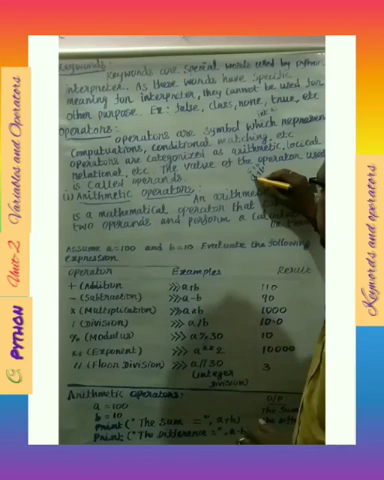 Keywords
Keywords are special words used by python
interpreter. As these words have specific
meaning for interpreter, they cannot be used for
other purpose. Ex: false, class, none, true, etc
Operators:
operators are symbol which
computations, conditional matching, etc
operators are categorized as arithmetic, logical
relational, etc. The value of the operator used
is called operands
(i) Arithmetic operators:
An arithmetic
is a mathematical operator that
two operands and perform a
Assume a=100 and b=10 Evaluate the following
expression.
operator Examples Result
+ (Addition >>> a+b 110
- (Subtraction) >>> a-b 90
* (Multiplication) >>> a*b 1000
/ (Division) >>> a/b 10.0
% (Modulus) >>> a%30 10
** (Exponent) >>> a**2 10000
// (Floor Division) >>> a//30 3
(integer
division)
Arithmetic operators:
a = 100
b = 10
print ("The sum = ", a+b)
print ("The difference = ", a-b
o/p
The sum
PYTHON Unit-2 Variables and Operators
Keywords and operators